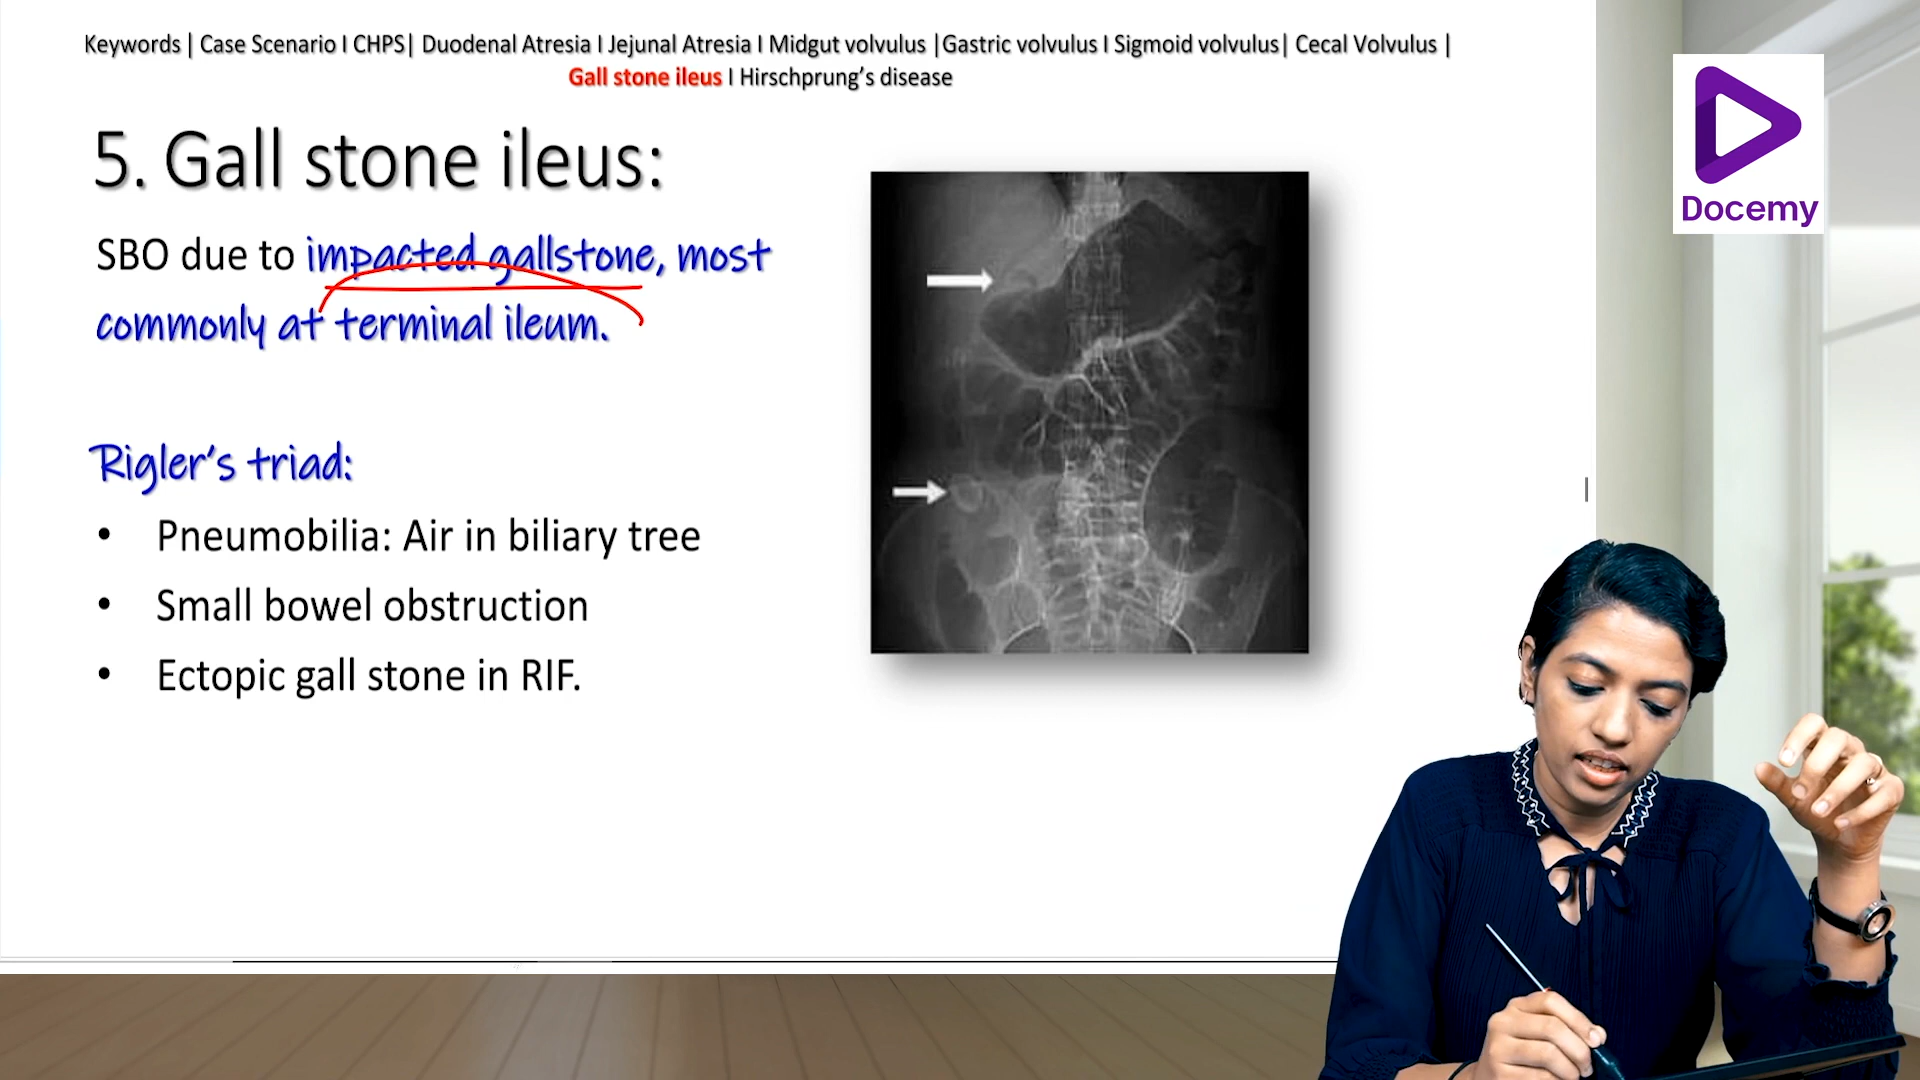 Keywords | Case Scenario I CHPS| Duodenal Atresia I Jejunal Atresia I Midgut volvulus |Gastric volvulus I Sigmoid volvulus| Cecal Volvulus |
Gall stone ileus I Hirschprung’s disease
5. Gall stone ileus:
SBO due to impacted gallstone, most
commonly at terminal ileum.
Rigler’s triad:
• Pneumobilia: Air in biliary tree
• Small bowel obstruction
• Ectopic gall stone in RIF.
Docemy